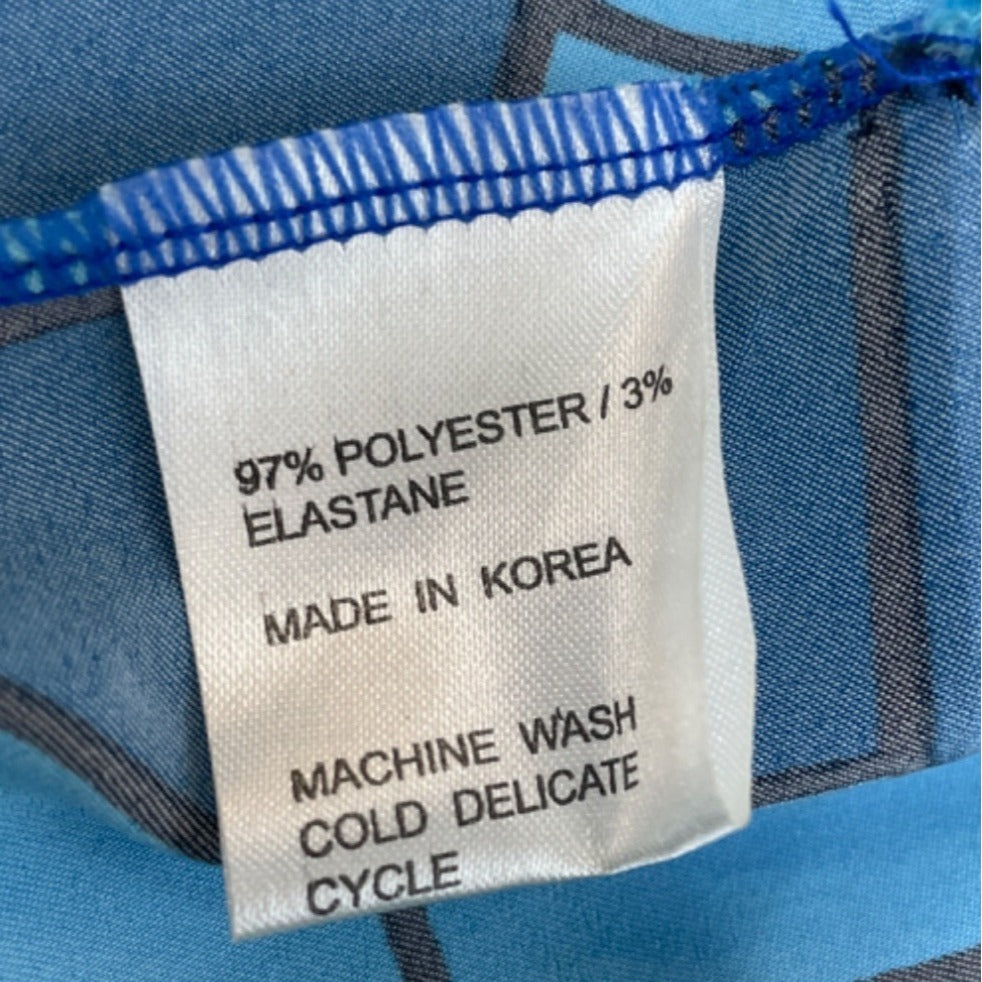 97% POLYESTER / 3%
ELASTANE
MADE IN KOREA
MACHINE WASH
COLD DELICATE
CYCLE